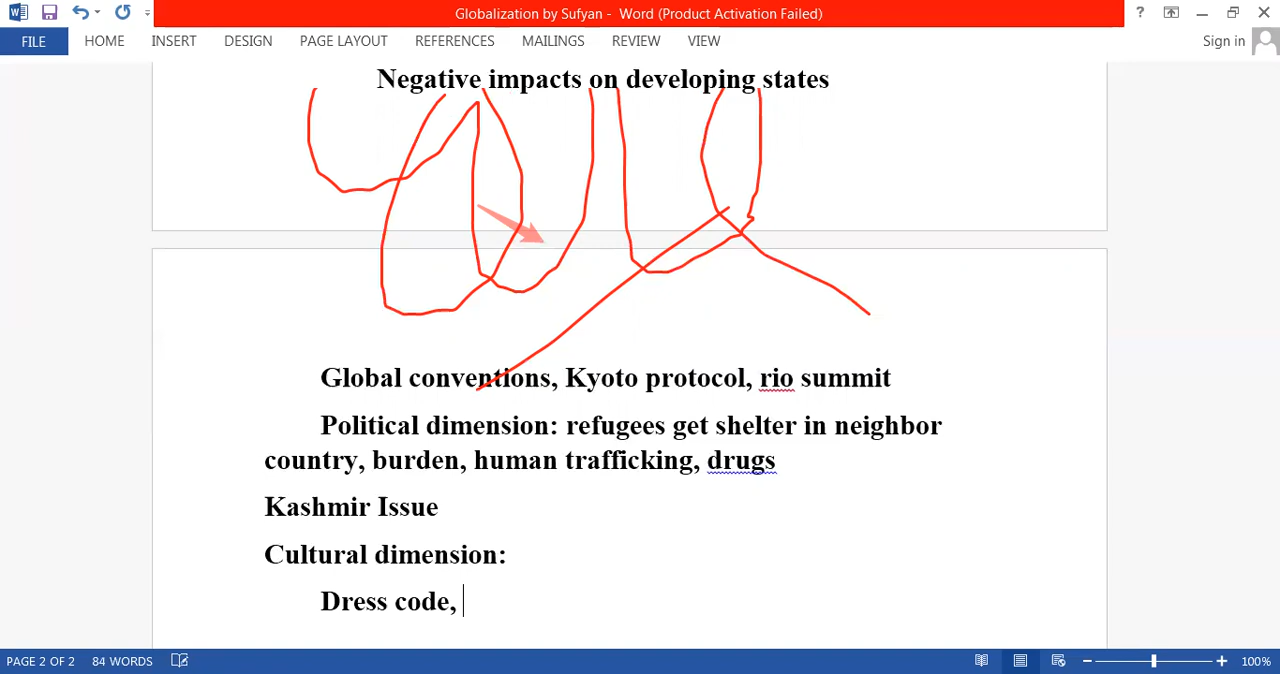 Globalization by Sufyan - Word (Product Activation Failed)
?
FILE HOME INSERT DESIGN PAGE LAYOUT REFERENCES MAILINGS REVIEW VIEW Sign in
Negative impacts on developing states
Global conventions, Kyoto protocol, rio summit
Political dimension: refugees get shelter in neighbor
country, burden, human trafficking, drugs
Kashmir Issue
Cultural dimension:
Dress code,
PAGE 2 OF 2 84 WORDS 100%